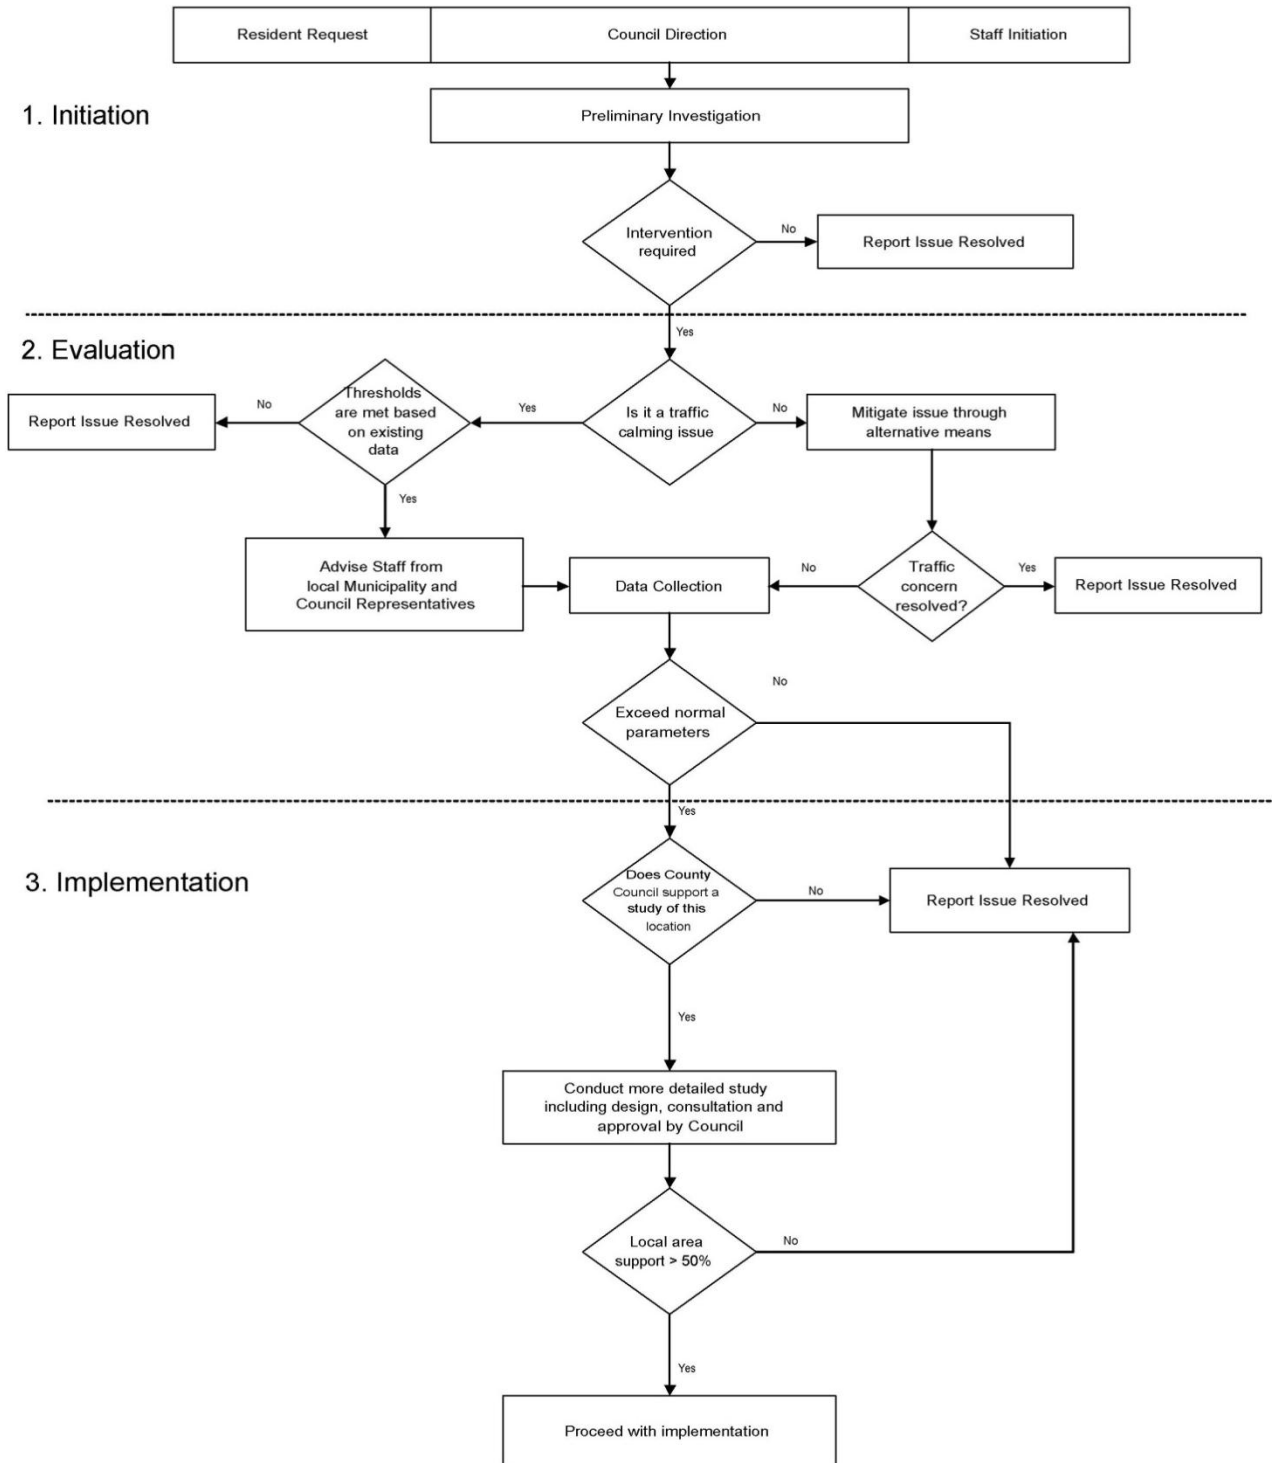 Resident Request
Council Direction
Staff Initiation
1. Initiation
Preliminary Investigation
Intervention
required
No
Report Issue Resolved
Yes
2. Evaluation
Thresholds
are met based
on existing
data
No
Report Issue Resolved
Yes
Is it a traffic
calming issue
No
Mitigate issue through
alternative means
Yes
Advise Staff from
local Municipality and
Council Representatives
Data Collection
No
Traffic
concern
resolved?
Yes
Report Issue Resolved
Exceed normal
parameters
No
Yes
3. Implementation
Does County
Council support a
study of this
location
No
Report Issue Resolved
Yes
Conduct more detailed study
including design, consultation and
approval by Council
Local area
support > 50%
No
Yes
Proceed with implementation